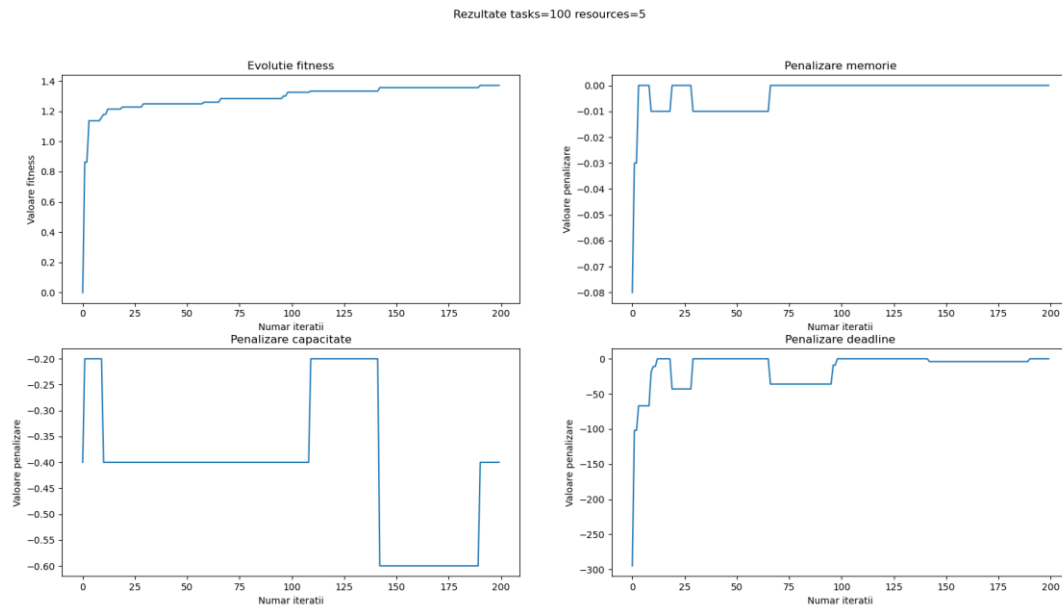 Rezultate tasks=100 resources=5
Evolutie fitness
Valoare fitness
1.4
1.2
1.0
0.8
0.6
0.4
0.2
0.0
0 25 50 75 100 125 150 175 200
Numar iteratii
Penalizare memorie
Valoare penalizare
0.00
−0.01
−0.02
−0.03
−0.04
−0.05
−0.06
−0.07
−0.08
0 25 50 75 100 125 150 175 200
Numar iteratii
Penalizare capacitate
Valoare penalizare
−0.20
−0.25
−0.30
−0.35
−0.40
−0.45
−0.50
−0.55
−0.60
0 25 50 75 100 125 150 175 200
Numar iteratii
Penalizare deadline
Valoare penalizare
0
−50
−100
−150
−200
−250
−300
0 25 50 75 100 125 150 175 200
Numar iteratii